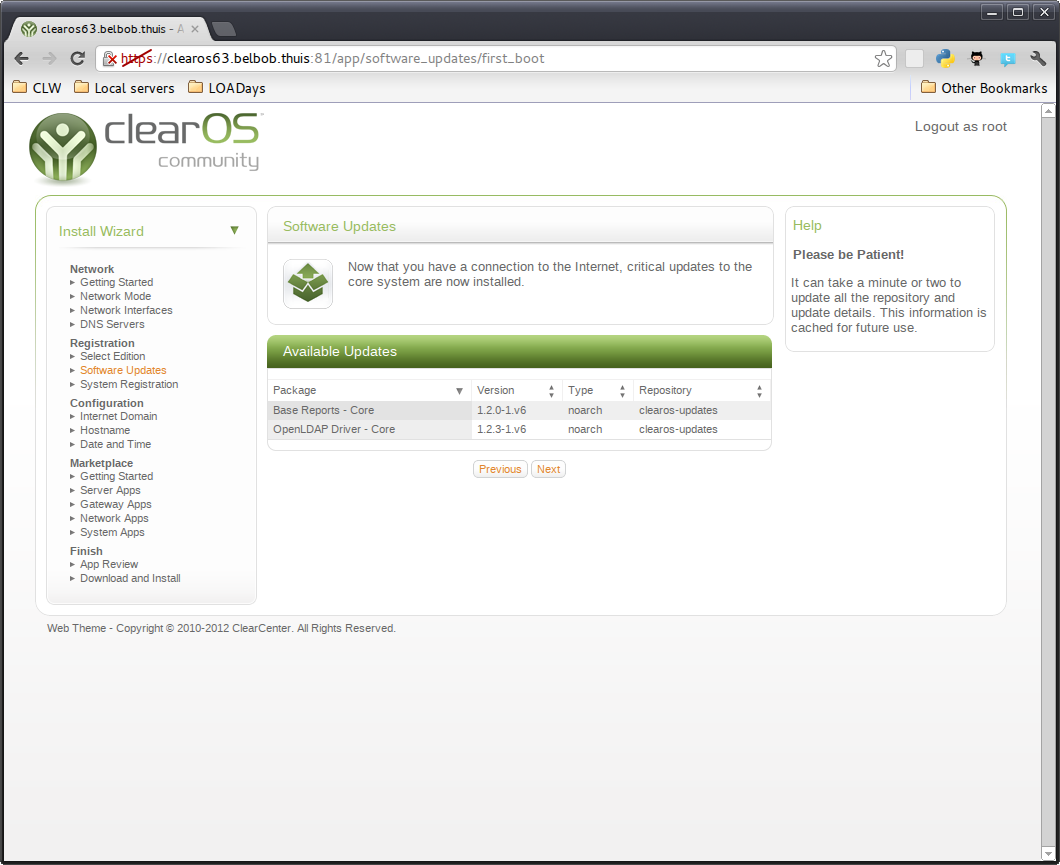 clearos63.belbob.thuis - A
https://clearos63.belbob.thuis:81/app/software_updates/first_boot
CLW
Local servers
LOADays
Other Bookmarks
clearOS
community
Logout as root
Install Wizard
Network
Getting Started
Network Mode
Network Interfaces
DNS Servers
Registration
Select Edition
Software Updates
System Registration
Configuration
Internet Domain
Hostname
Date and Time
Marketplace
Getting Started
Server Apps
Gateway Apps
Network Apps
System Apps
Finish
App Review
Download and Install
Software Updates
Now that you have a connection to the Internet, critical updates to the
core system are now installed.
Available Updates
Package Version Type Repository
Base Reports - Core 1.2.0-1.v6 noarch clearos-updates
OpenLDAP Driver - Core 1.2.3-1.v6 noarch clearos-updates
Previous Next
Help
Please be Patient!
It can take a minute or two to
update all the repository and
update details. This information is
cached for future use.
Web Theme - Copyright © 2010-2012 ClearCenter. All Rights Reserved.